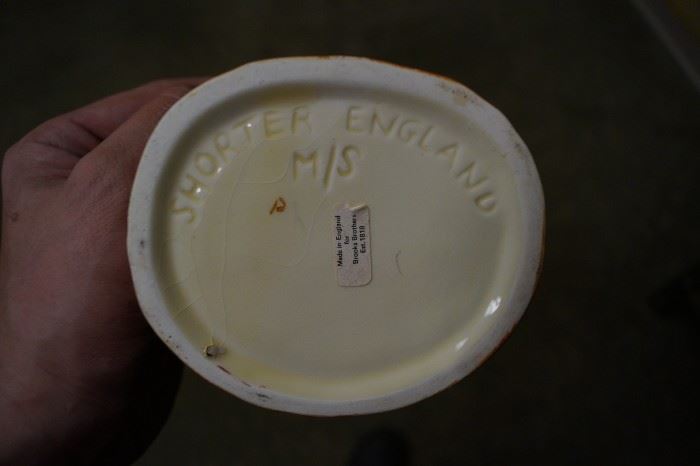 SHORTER ENGLAND
M/S
Made in England
for
Brooks Brothers
Est. 1818